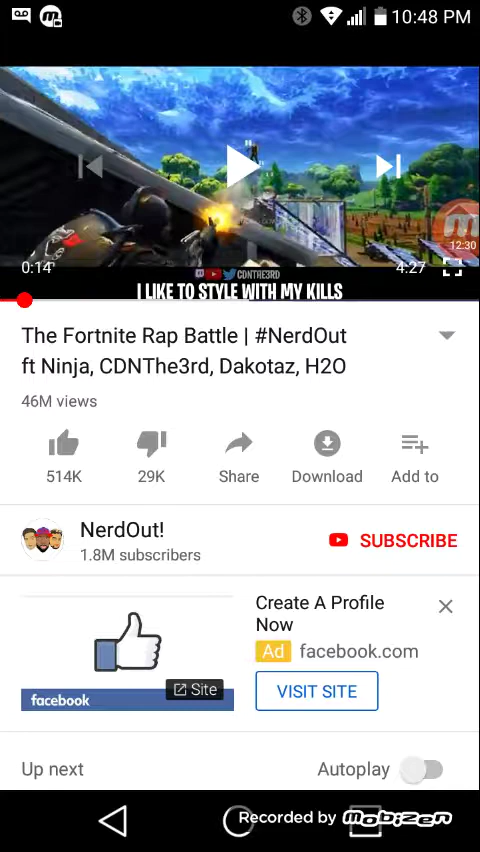 10:48 PM
12:30
0:14
4:27
CDNTHE3RD
I LIKE TO STYLE WITH MY KILLS
The Fortnite Rap Battle | #NerdOut
ft Ninja, CDNThe3rd, Dakotaz, H2O
46M views
514K
29K
Share
Download
Add to
NerdOut!
1.8M subscribers
SUBSCRIBE
Create A Profile
Now
Ad facebook.com
Site
facebook
VISIT SITE
Up next
Autoplay
Recorded by Mobizen